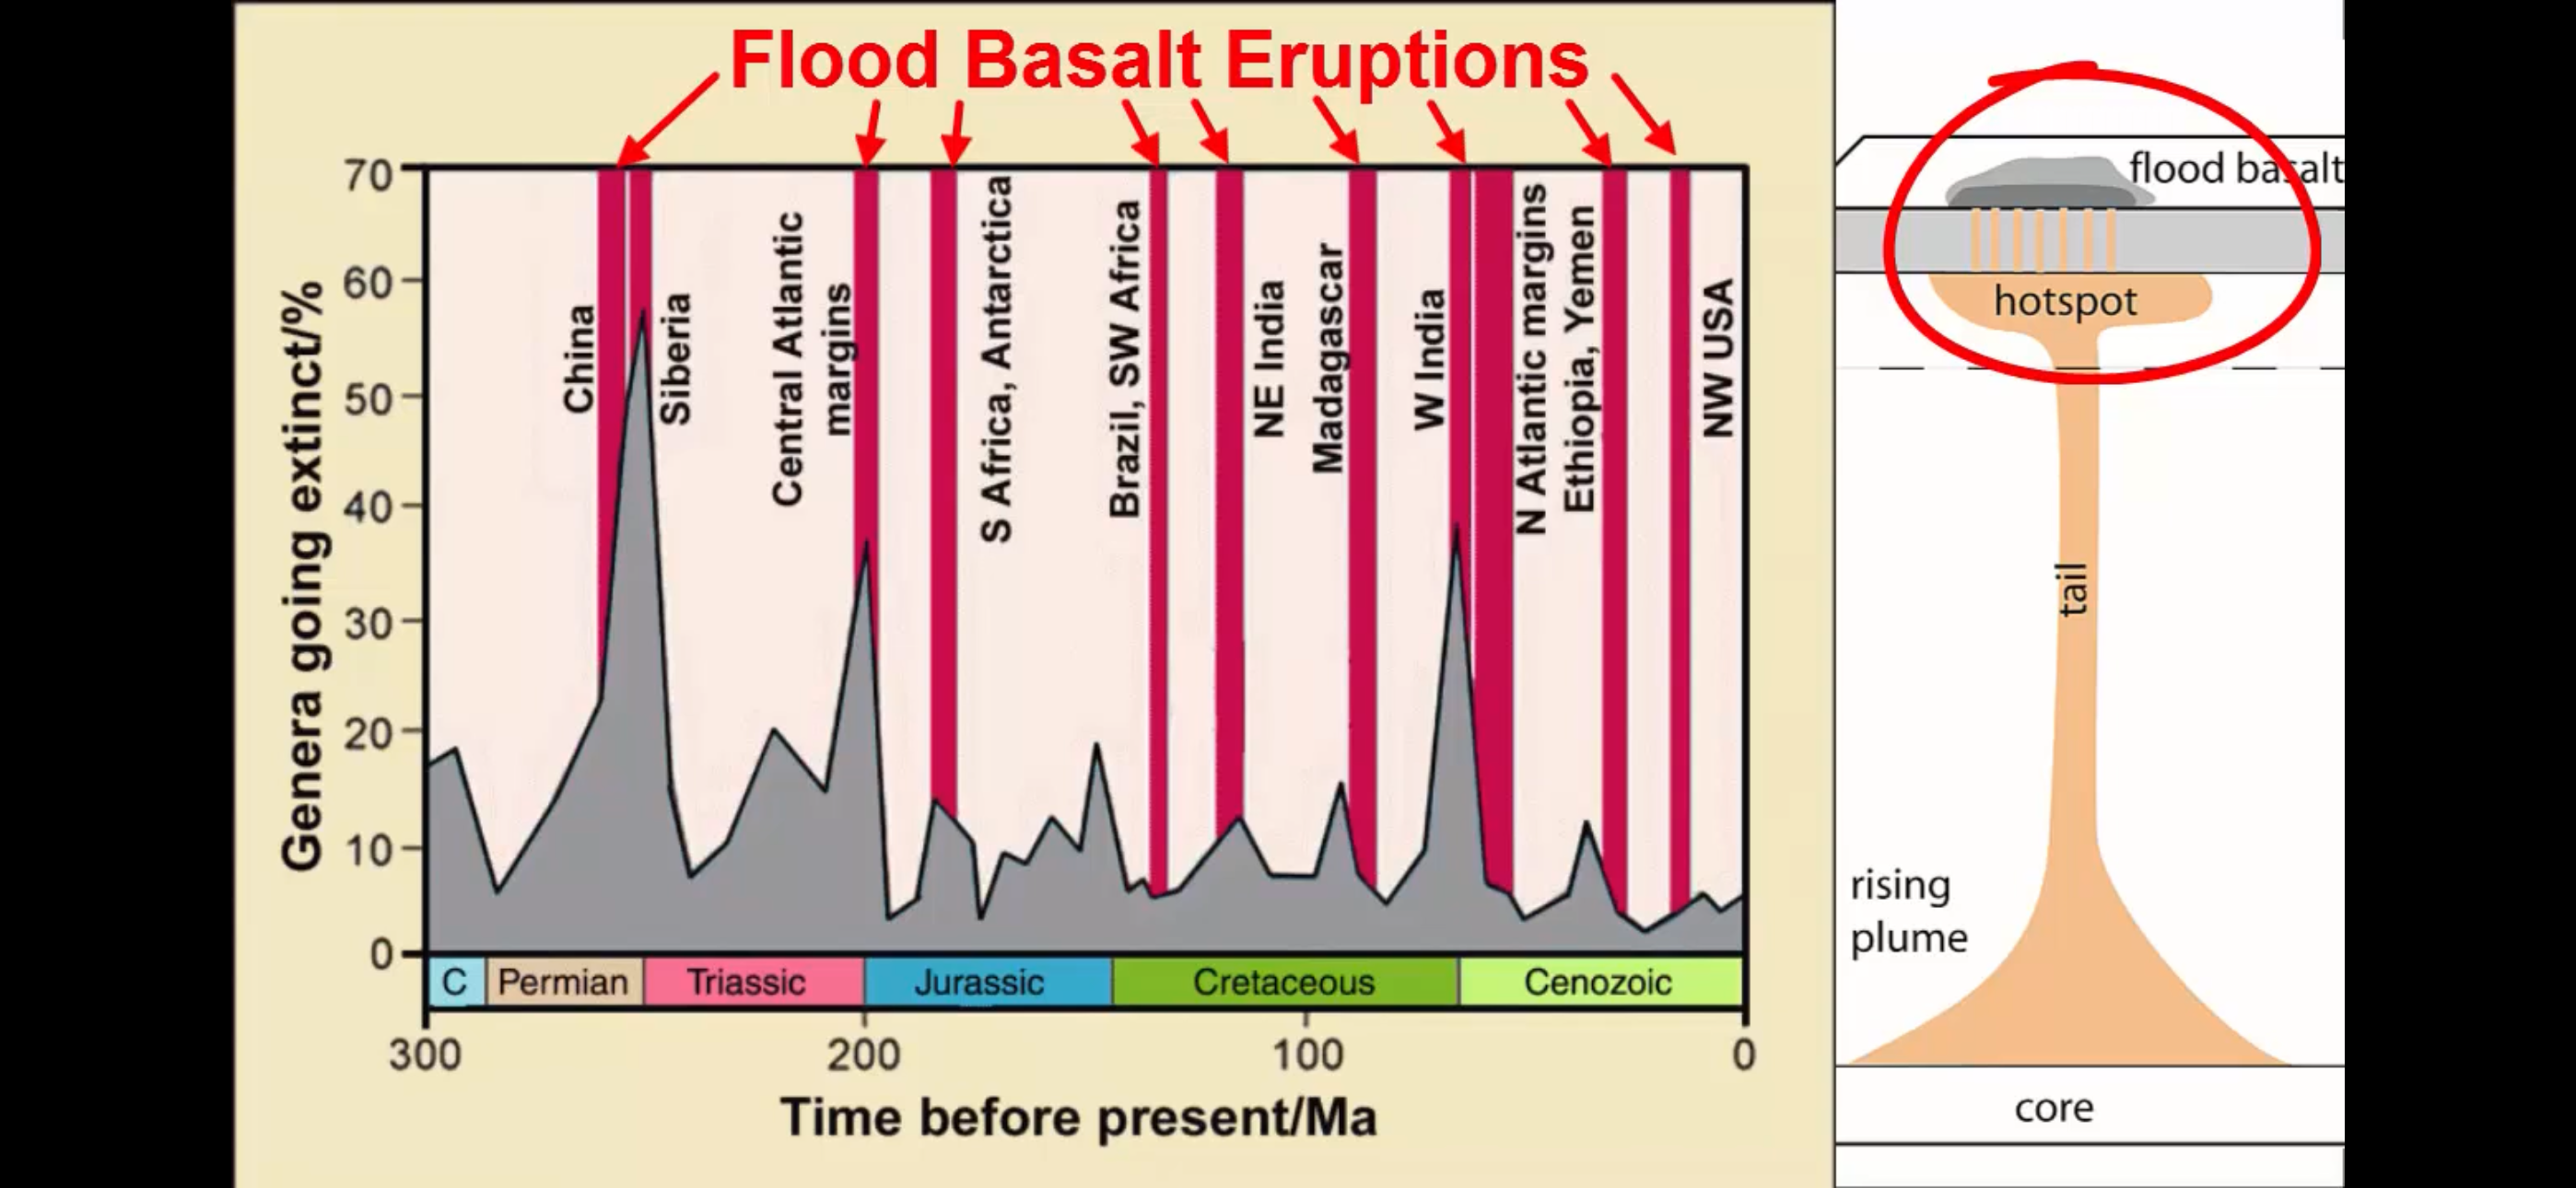 Flood Basalt Eruptions
Genera going extinct/%
70
60
50
40
30
20
10
0
China
Siberia
Central Atlantic
margins
S Africa, Antarctica
Brazil, SW Africa
NE India
Madagascar
W India
N Atlantic margins
Ethiopia, Yemen
NW USA
C
Permian
Triassic
Jurassic
Cretaceous
Cenozoic
300
200
100
0
Time before present/Ma
flood basalt
hotspot
tail
rising
plume
core